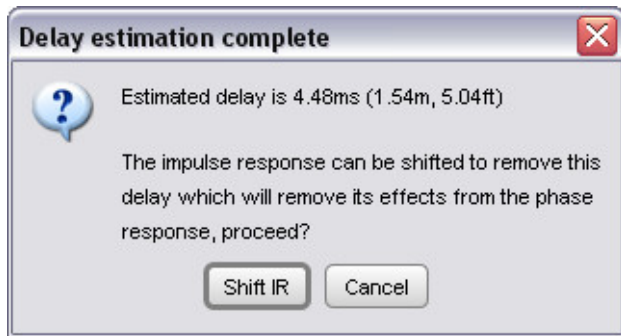 Delay estimation complete
Estimated delay is 4.48ms (1.54m, 5.04ft)
The impulse response can be shifted to remove this
delay which will remove its effects from the phase
response, proceed?
Shift IR
Cancel